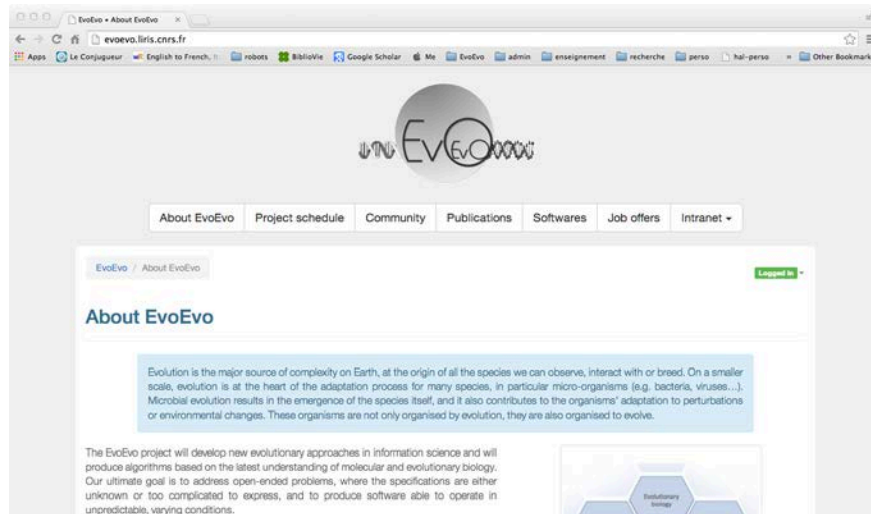 EvoEvo • About EvoEvo
evoevo.liris.cnrs.fr
Apps Le Conjugueur English to French, robots BiblioVie Google Scholar Me EvoEvo admin enseignement recherche perso hal-perso » Other Bookmark
EvoEvo
About EvoEvo Project schedule Community Publications Softwares Job offers Intranet
EvoEvo / About EvoEvo
Logged in
About EvoEvo
Evolution is the major source of complexity on Earth, at the origin of all the species we can observe, interact with or breed. On a smaller
scale, evolution is at the heart of the adaptation process for many species, in particular micro-organisms (e.g. bacteria, viruses…).
Microbial evolution results in the emergence of the species itself, and it also contributes to the organisms' adaptation to perturbations
or environmental changes. These organisms are not only organised by evolution, they are also organised to evolve.
The EvoEvo project will develop new evolutionary approaches in information science and will
produce algorithms based on the latest understanding of molecular and evolutionary biology.
Our ultimate goal is to address open-ended problems, where the specifications are either
unknown or too complicated to express, and to produce software able to operate in
unpredictable, varying conditions.
Evolutionary
biology